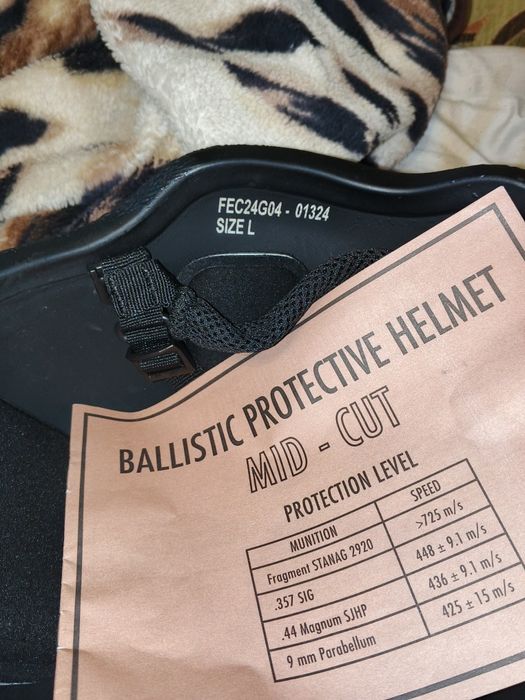 FEC24G04 - 01324
SIZE L
BALLISTIC PROTECTIVE HELMET
MID - CUT
PROTECTION LEVEL
MUNITION SPEED
Fragment STANAG 2920 >725 m/s
.357 SIG 448 ± 9.1 m/s
.44 Magnum SJHP 436 ± 9.1 m/s
9 mm Parabellum 425 ± 15 m/s